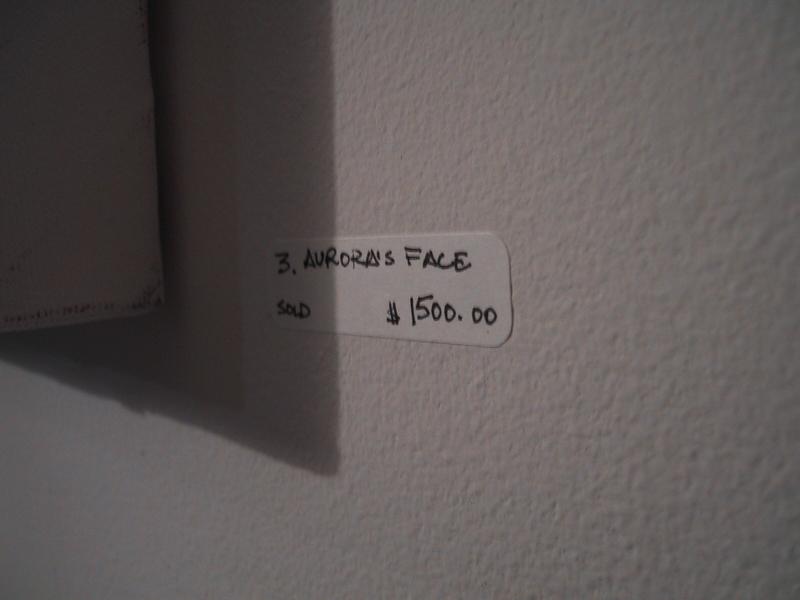 3. AURORA'S FACE
SOLD $1500.00